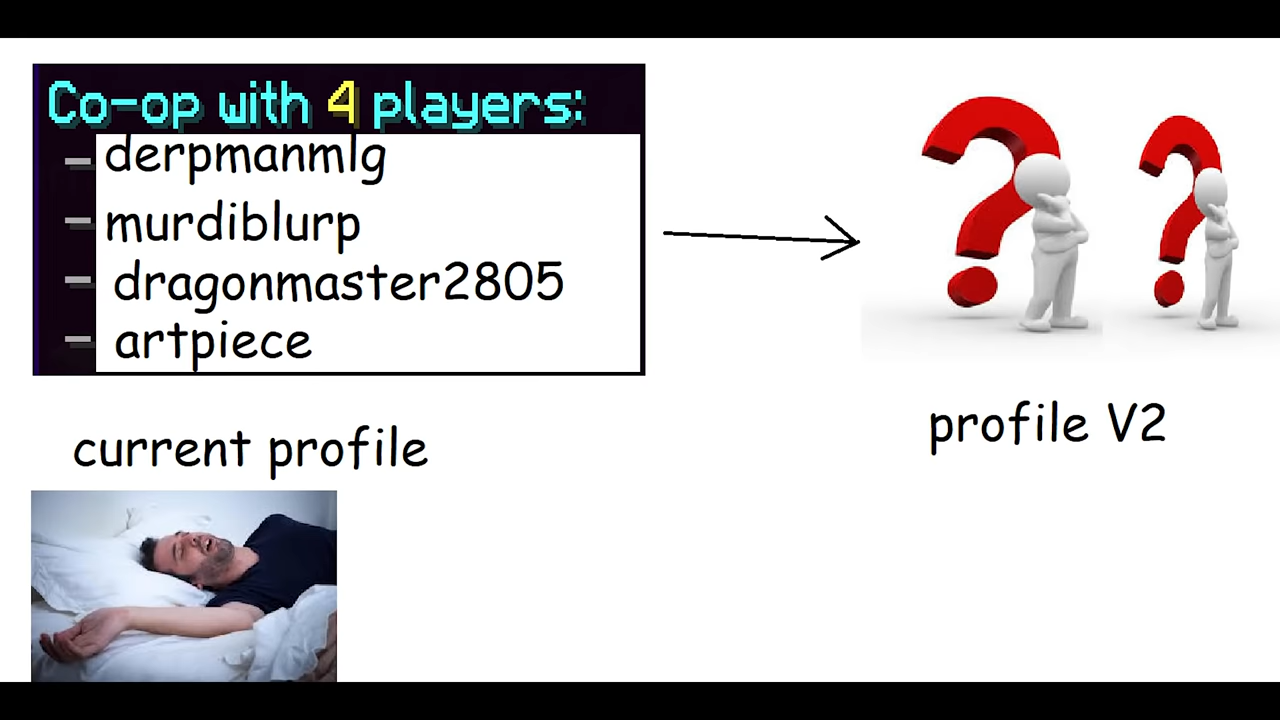 Co-op with 4 players:
- derpmanmlg
- murdiblurp
- dragonmaster2805
- artpiece
current profile
profile V2